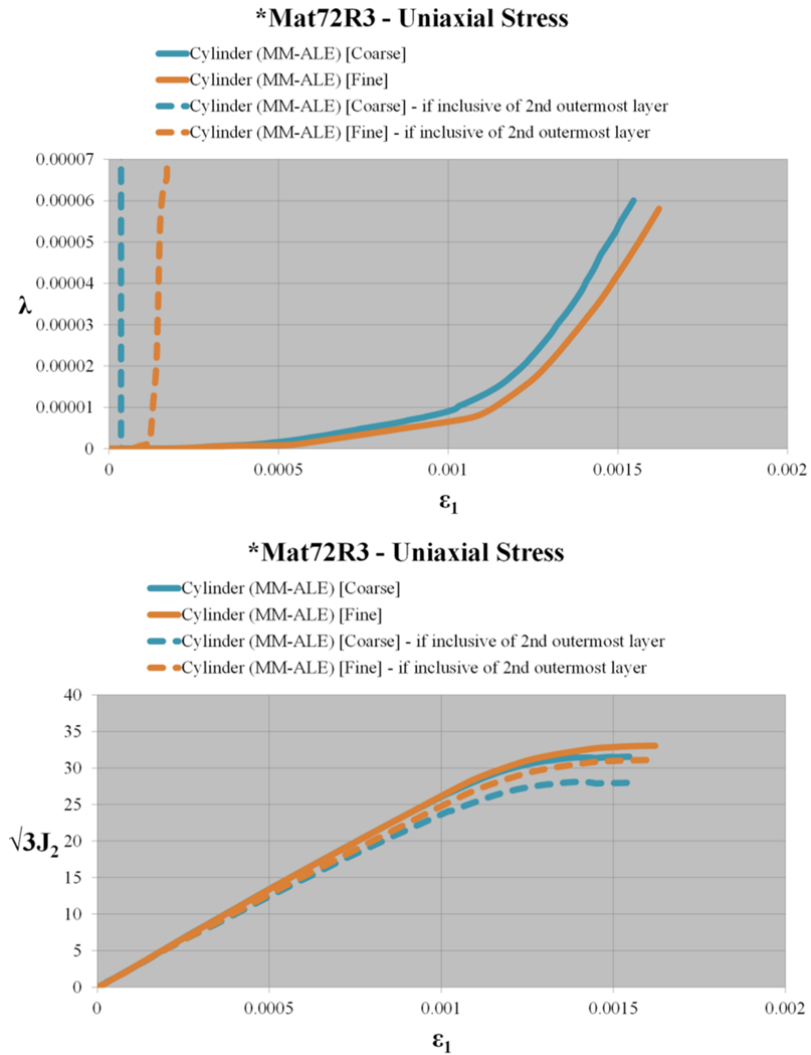 *Mat72R3 - Uniaxial Stress
Cylinder (MM-ALE) [Coarse]
Cylinder (MM-ALE) [Fine]
Cylinder (MM-ALE) [Coarse] - if inclusive of 2nd outermost layer
Cylinder (MM-ALE) [Fine] - if inclusive of 2nd outermost layer
0.00007
0.00006
0.00005
0.00004
λ
0.00003
0.00002
0.00001
0
0 0.0005 0.001 0.0015 0.002
ε₁
*Mat72R3 - Uniaxial Stress
Cylinder (MM-ALE) [Coarse]
Cylinder (MM-ALE) [Fine]
Cylinder (MM-ALE) [Coarse] - if inclusive of 2nd outermost layer
Cylinder (MM-ALE) [Fine] - if inclusive of 2nd outermost layer
40
35
30
25
√3J₂ 20
15
10
5
0
0 0.0005 0.001 0.0015 0.002
ε₁